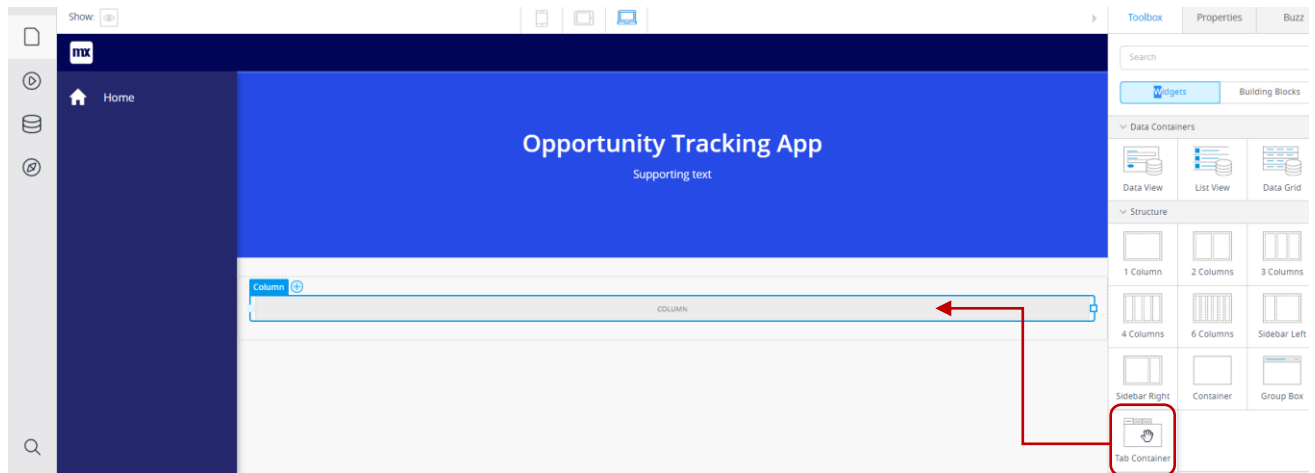 Show:
Toolbox Properties Buzz
mx
Search
Home
Widgets Building Blocks
Data Containers
Opportunity Tracking App
Supporting text
Data View List View Data Grid
Structure
1 Column 2 Columns 3 Columns
Column
COLUMN
4 Columns 6 Columns Sidebar Left
Sidebar Right Container Group Box
Tab Container